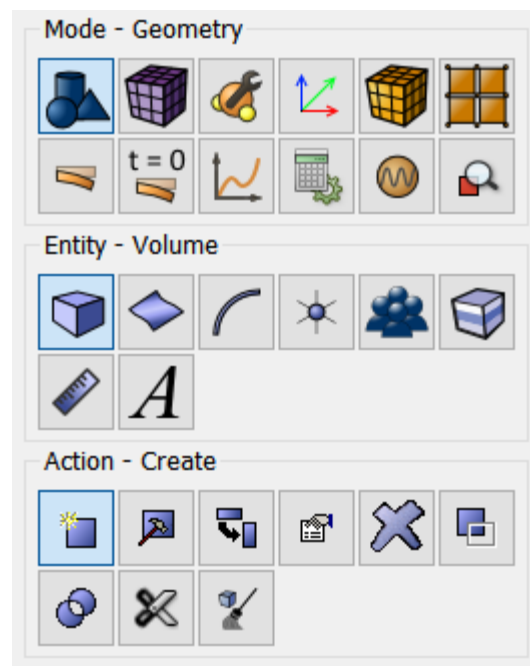 Mode - Geometry
t = 0
Entity - Volume
A
Action - Create